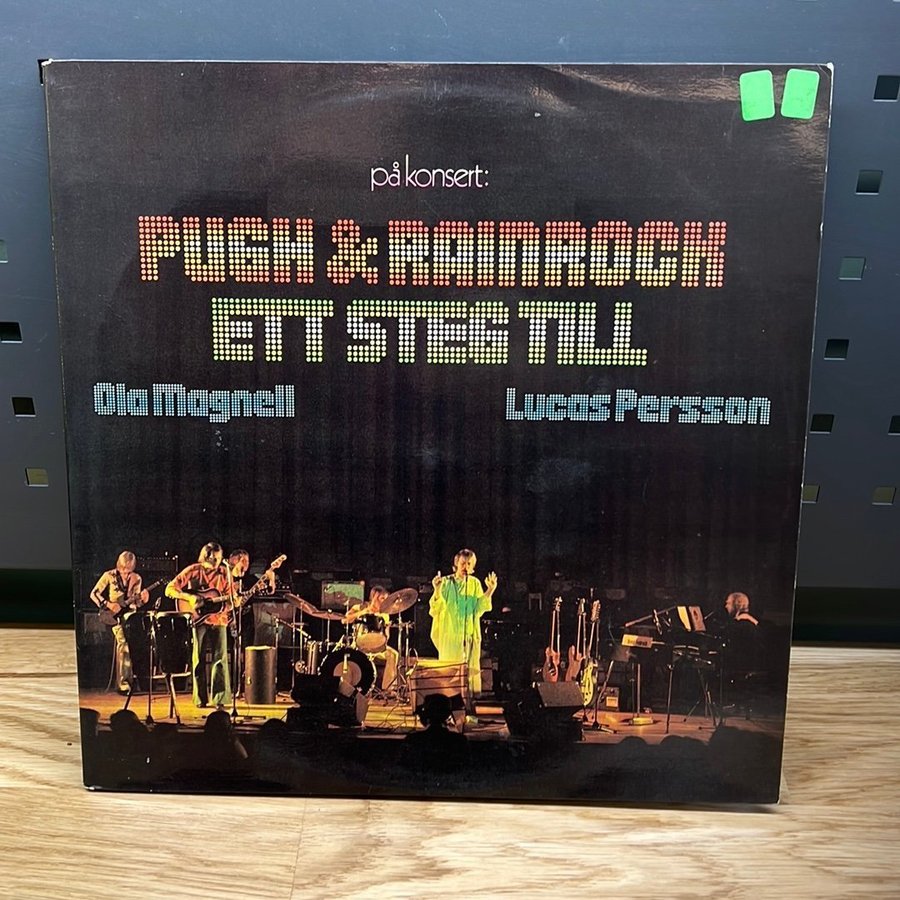 på konsert:
PUGH & RAINROCK
ETT STEG TILL
Ola Magnell
Lucas Persson